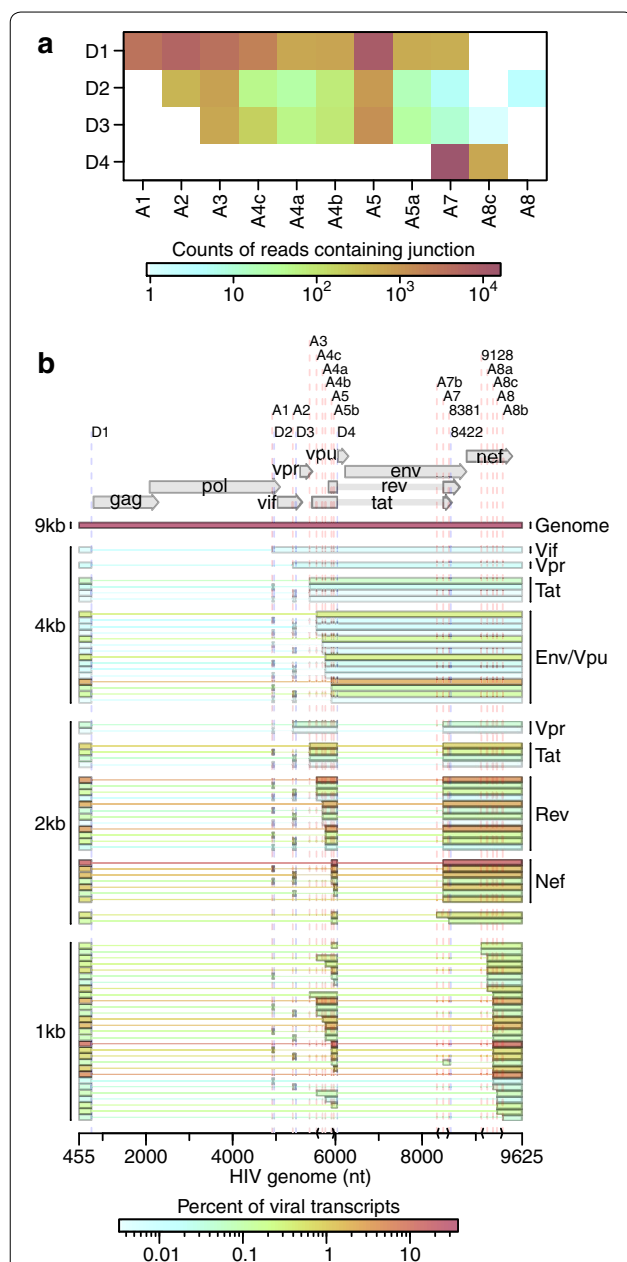 a
D1
D2
D3
D4
A1 A2 A3 A4c A4a A4b A5 A5a A7 A8c A8
Counts of reads containing junction
1 10 10² 10³ 10⁴
b
A3
A4c 9128
A4a A8a
A4b A7b A8c
A5 A7 A8
A1 A2 A5b 8381 A8b
D1 D2 D3 D4 8422
vpu nef
vpr env
pol rev
gag vif tat
9kb Genome
Vif
Vpr
Tat
4kb
Env/Vpu
Vpr
Tat
2kb Rev
Nef
1kb
455 2000 4000 6000 8000 9625
HIV genome (nt)
Percent of viral transcripts
0.01 0.1 1 10